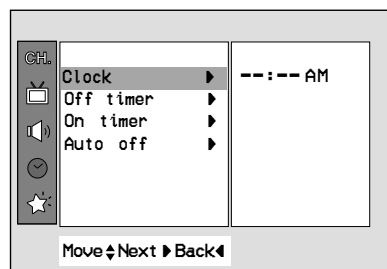 CH.
Clock ▶ --:-- AM
Off timer ▶
On timer ▶
Auto off ▶
Move ▲▼ Next ▶ Back ◀